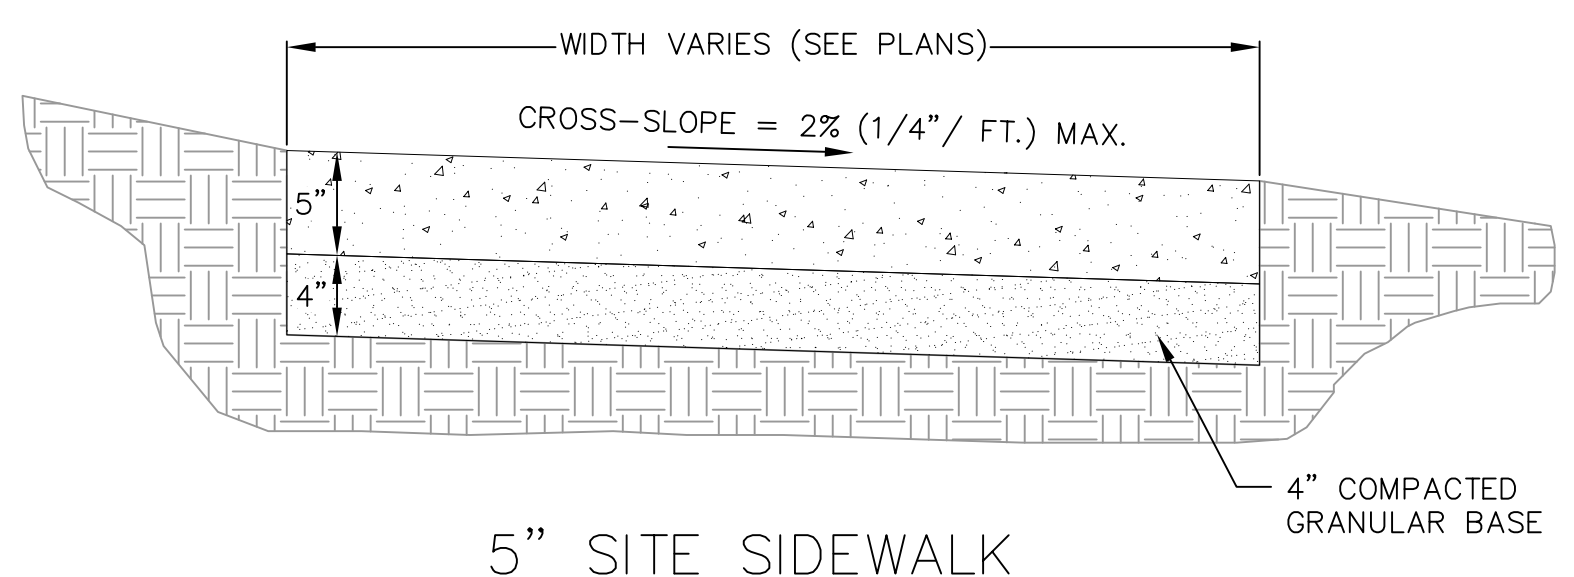 WIDTH VARIES (SEE PLANS)
CROSS-SLOPE = 2% (1/4"/ FT.) MAX.
5"
4"
4" COMPACTED
GRANULAR BASE
5" SITE SIDEWALK